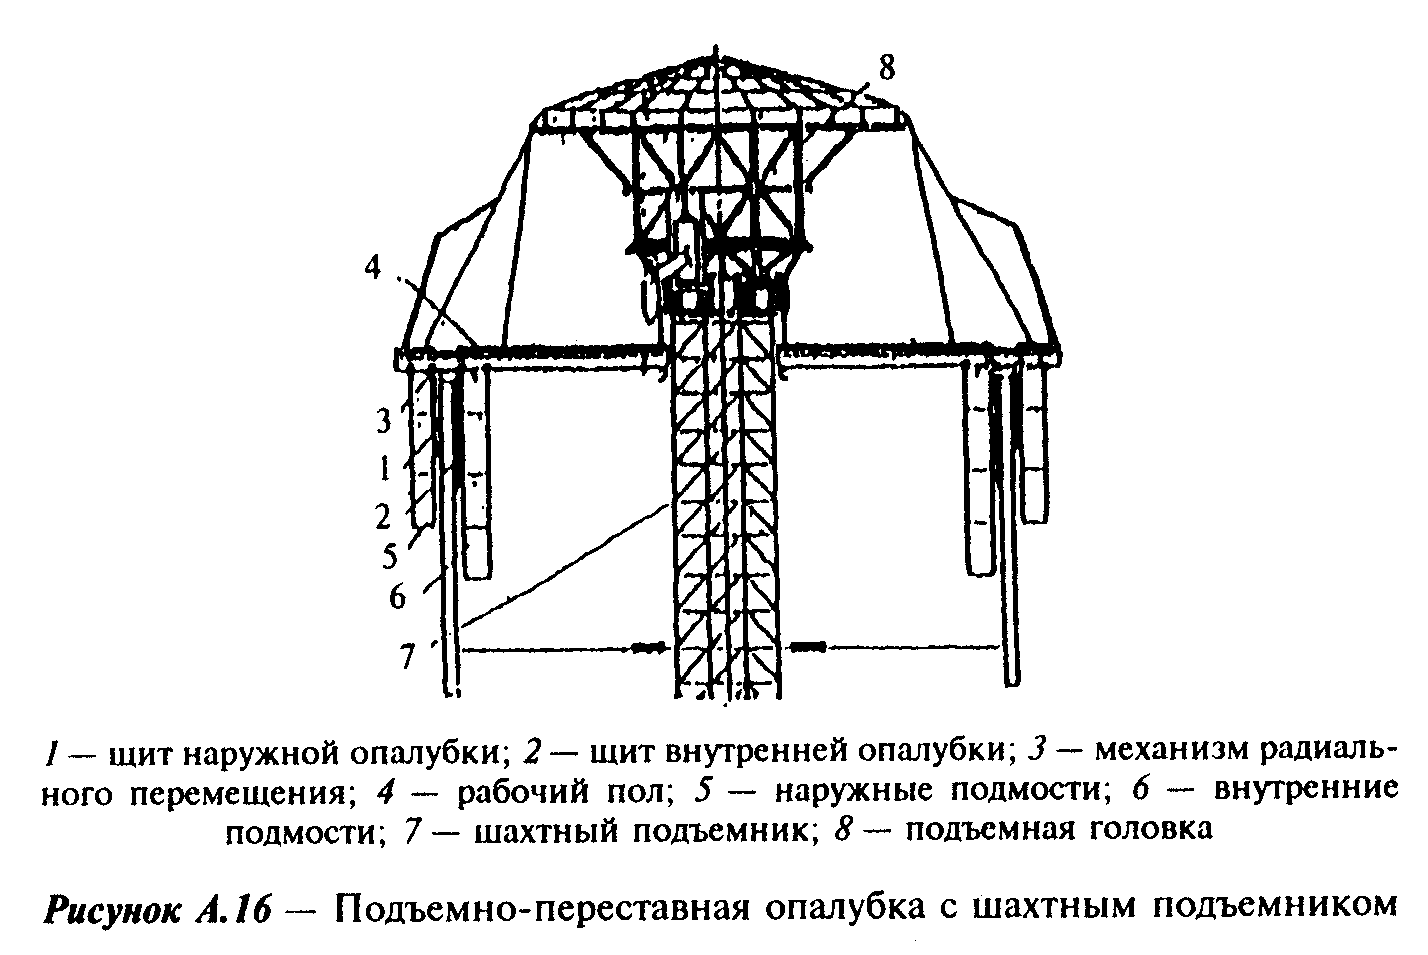 8
4
3
1
2
5
6
7
1 — щит наружной опалубки; 2 — щит внутренней опалубки; 3 — механизм радиаль-
ного перемещения; 4 — рабочий пол; 5 — наружные подмости; 6 — внутренние
подмости; 7 — шахтный подъемник; 8 — подъемная головка
Рисунок А.16 — Подъемно-переставная опалубка с шахтным подъемником